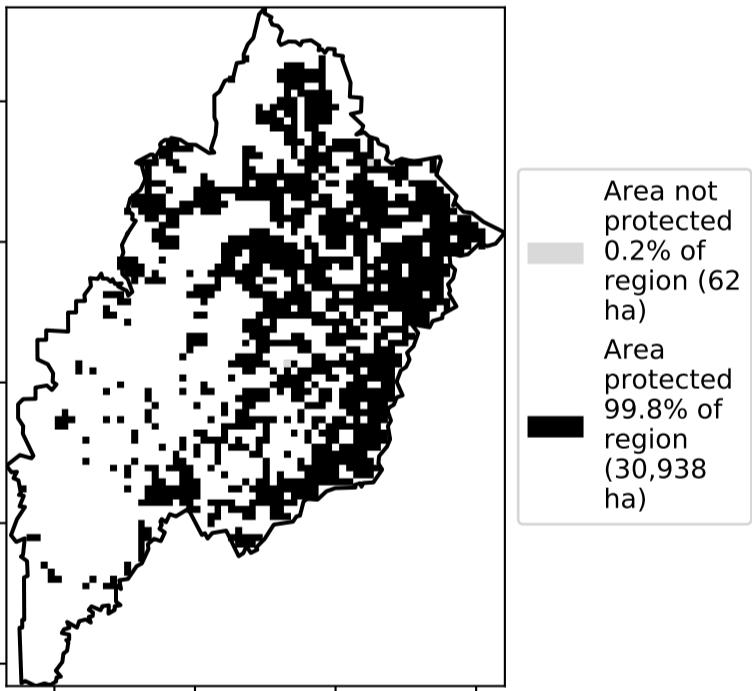 Area not
protected
0.2% of
region (62
ha)
Area
protected
99.8% of
region
(30,938
ha)